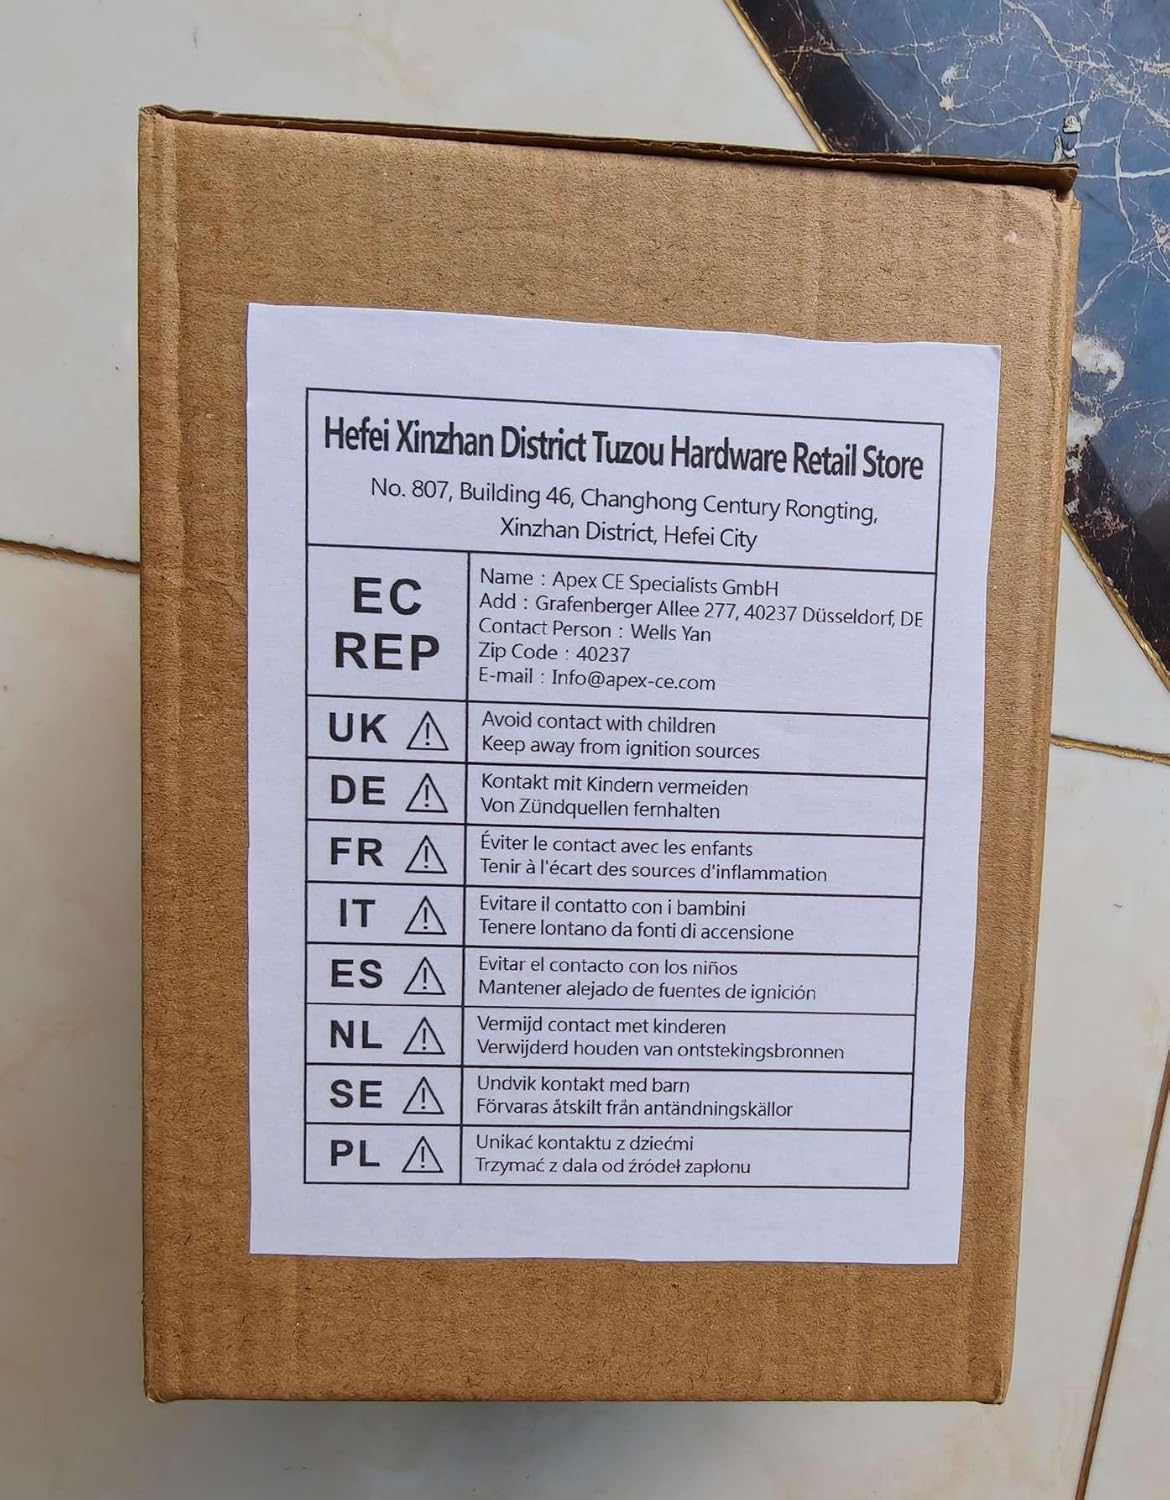 Hefei Xinzhan District Tuzou Hardware Retail Store
No. 807, Building 46, Changhong Century Rongting,
Xinzhan District, Hefei City
EC
REP
Name : Apex CE Specialists GmbH
Add : Grafenberger Allee 277, 40237 Düsseldorf, DE
Contact Person : Wells Yan
Zip Code : 40237
E-mail : Info@apex-ce.com
UK
Avoid contact with children
Keep away from ignition sources
DE
Kontakt mit Kindern vermeiden
Von Zündquellen fernhalten
FR
Éviter le contact avec les enfants
Tenir à l'écart des sources d'inflammation
IT
Evitare il contatto con i bambini
Tenere lontano da fonti di accensione
ES
Evitar el contacto con los niños
Mantener alejado de fuentes de ignición
NL
Vermijd contact met kinderen
Verwijderd houden van ontstekingsbronnen
SE
Undvik kontakt med barn
Förvaras åtskilt från antändningskällor
PL
Unikać kontaktu z dziećmi
Trzymać z dala od źródeł zapłonu